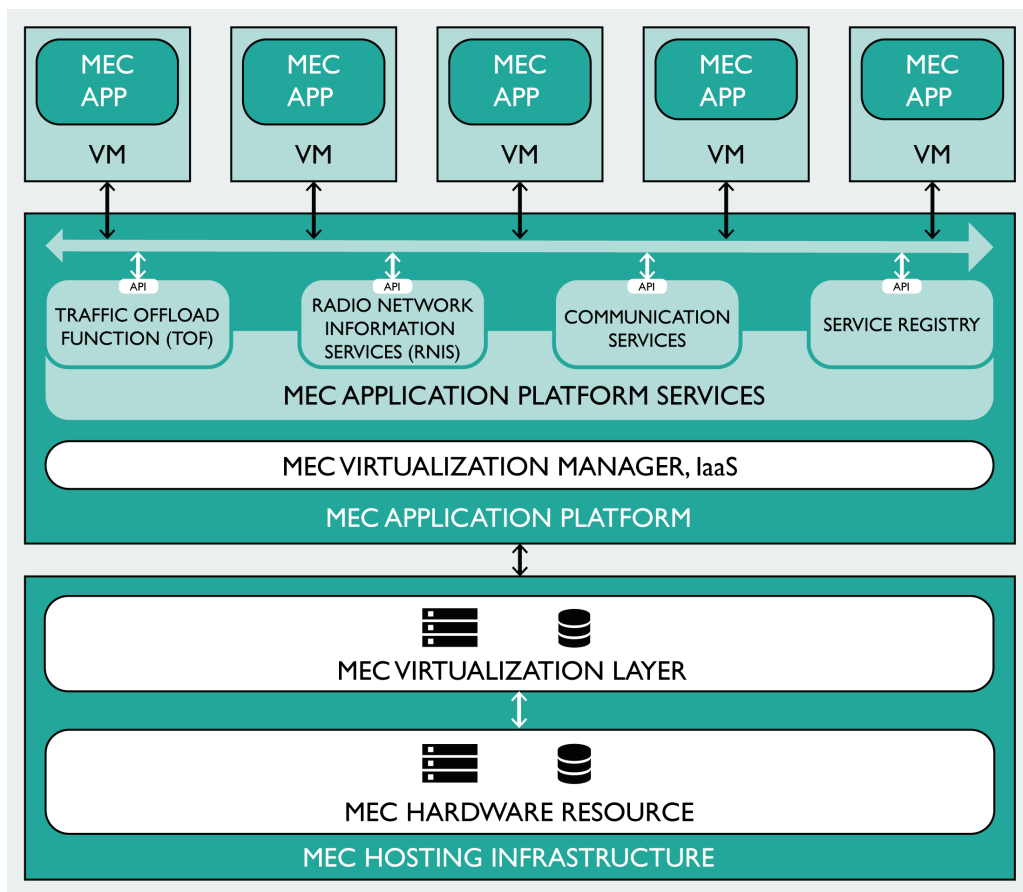 MEC
APP
VM
MEC
APP
VM
MEC
APP
VM
MEC
APP
VM
MEC
APP
VM
API
TRAFFIC OFFLOAD
FUNCTION (TOF)
API
RADIO NETWORK
INFORMATION
SERVICES (RNIS)
API
COMMUNICATION
SERVICES
API
SERVICE REGISTRY
MEC APPLICATION PLATFORM SERVICES
MEC VIRTUALIZATION MANAGER, IaaS
MEC APPLICATION PLATFORM
MEC VIRTUALIZATION LAYER
MEC HARDWARE RESOURCE
MEC HOSTING INFRASTRUCTURE